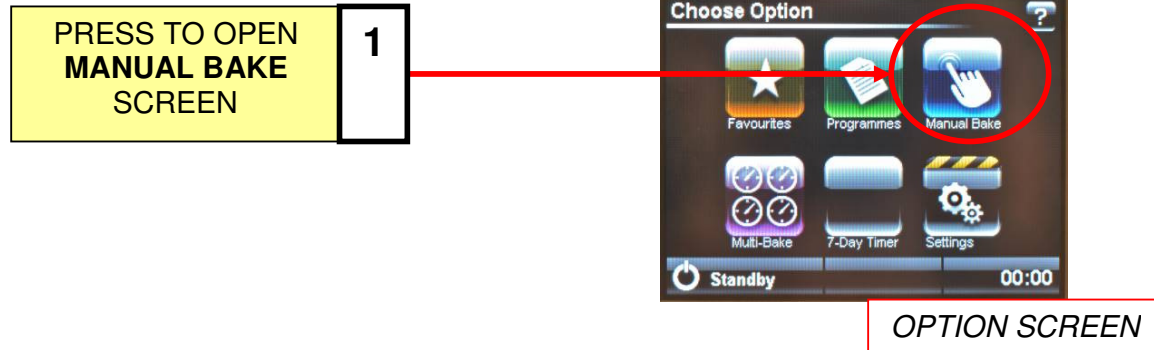 PRESS TO OPEN
MANUAL BAKE
SCREEN
1
Choose Option
?
Favourites
Programmes
Manual Bake
Multi-Bake
7-Day Timer
Settings
Standby
00:00
OPTION SCREEN